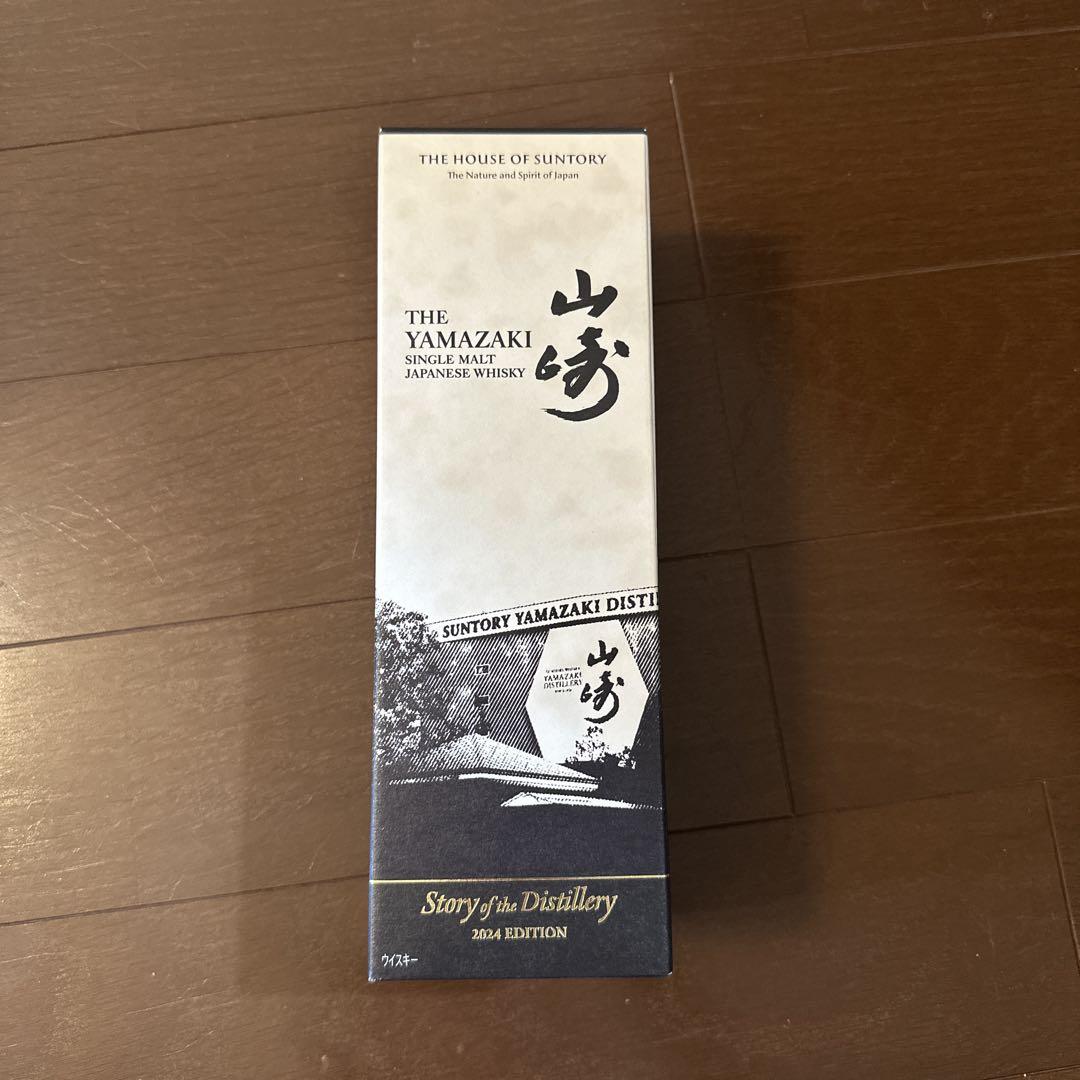 THE HOUSE OF SUNTORY
The Nature and Spirit of Japan
山崎
THE
YAMAZAKI
SINGLE MALT
JAPANESE WHISKY
SUNTORY YAMAZAKI DISTI
山崎
YAMAZAKI
DISTILLERY
Story of the Distillery
2024 EDITION
ウイスキー